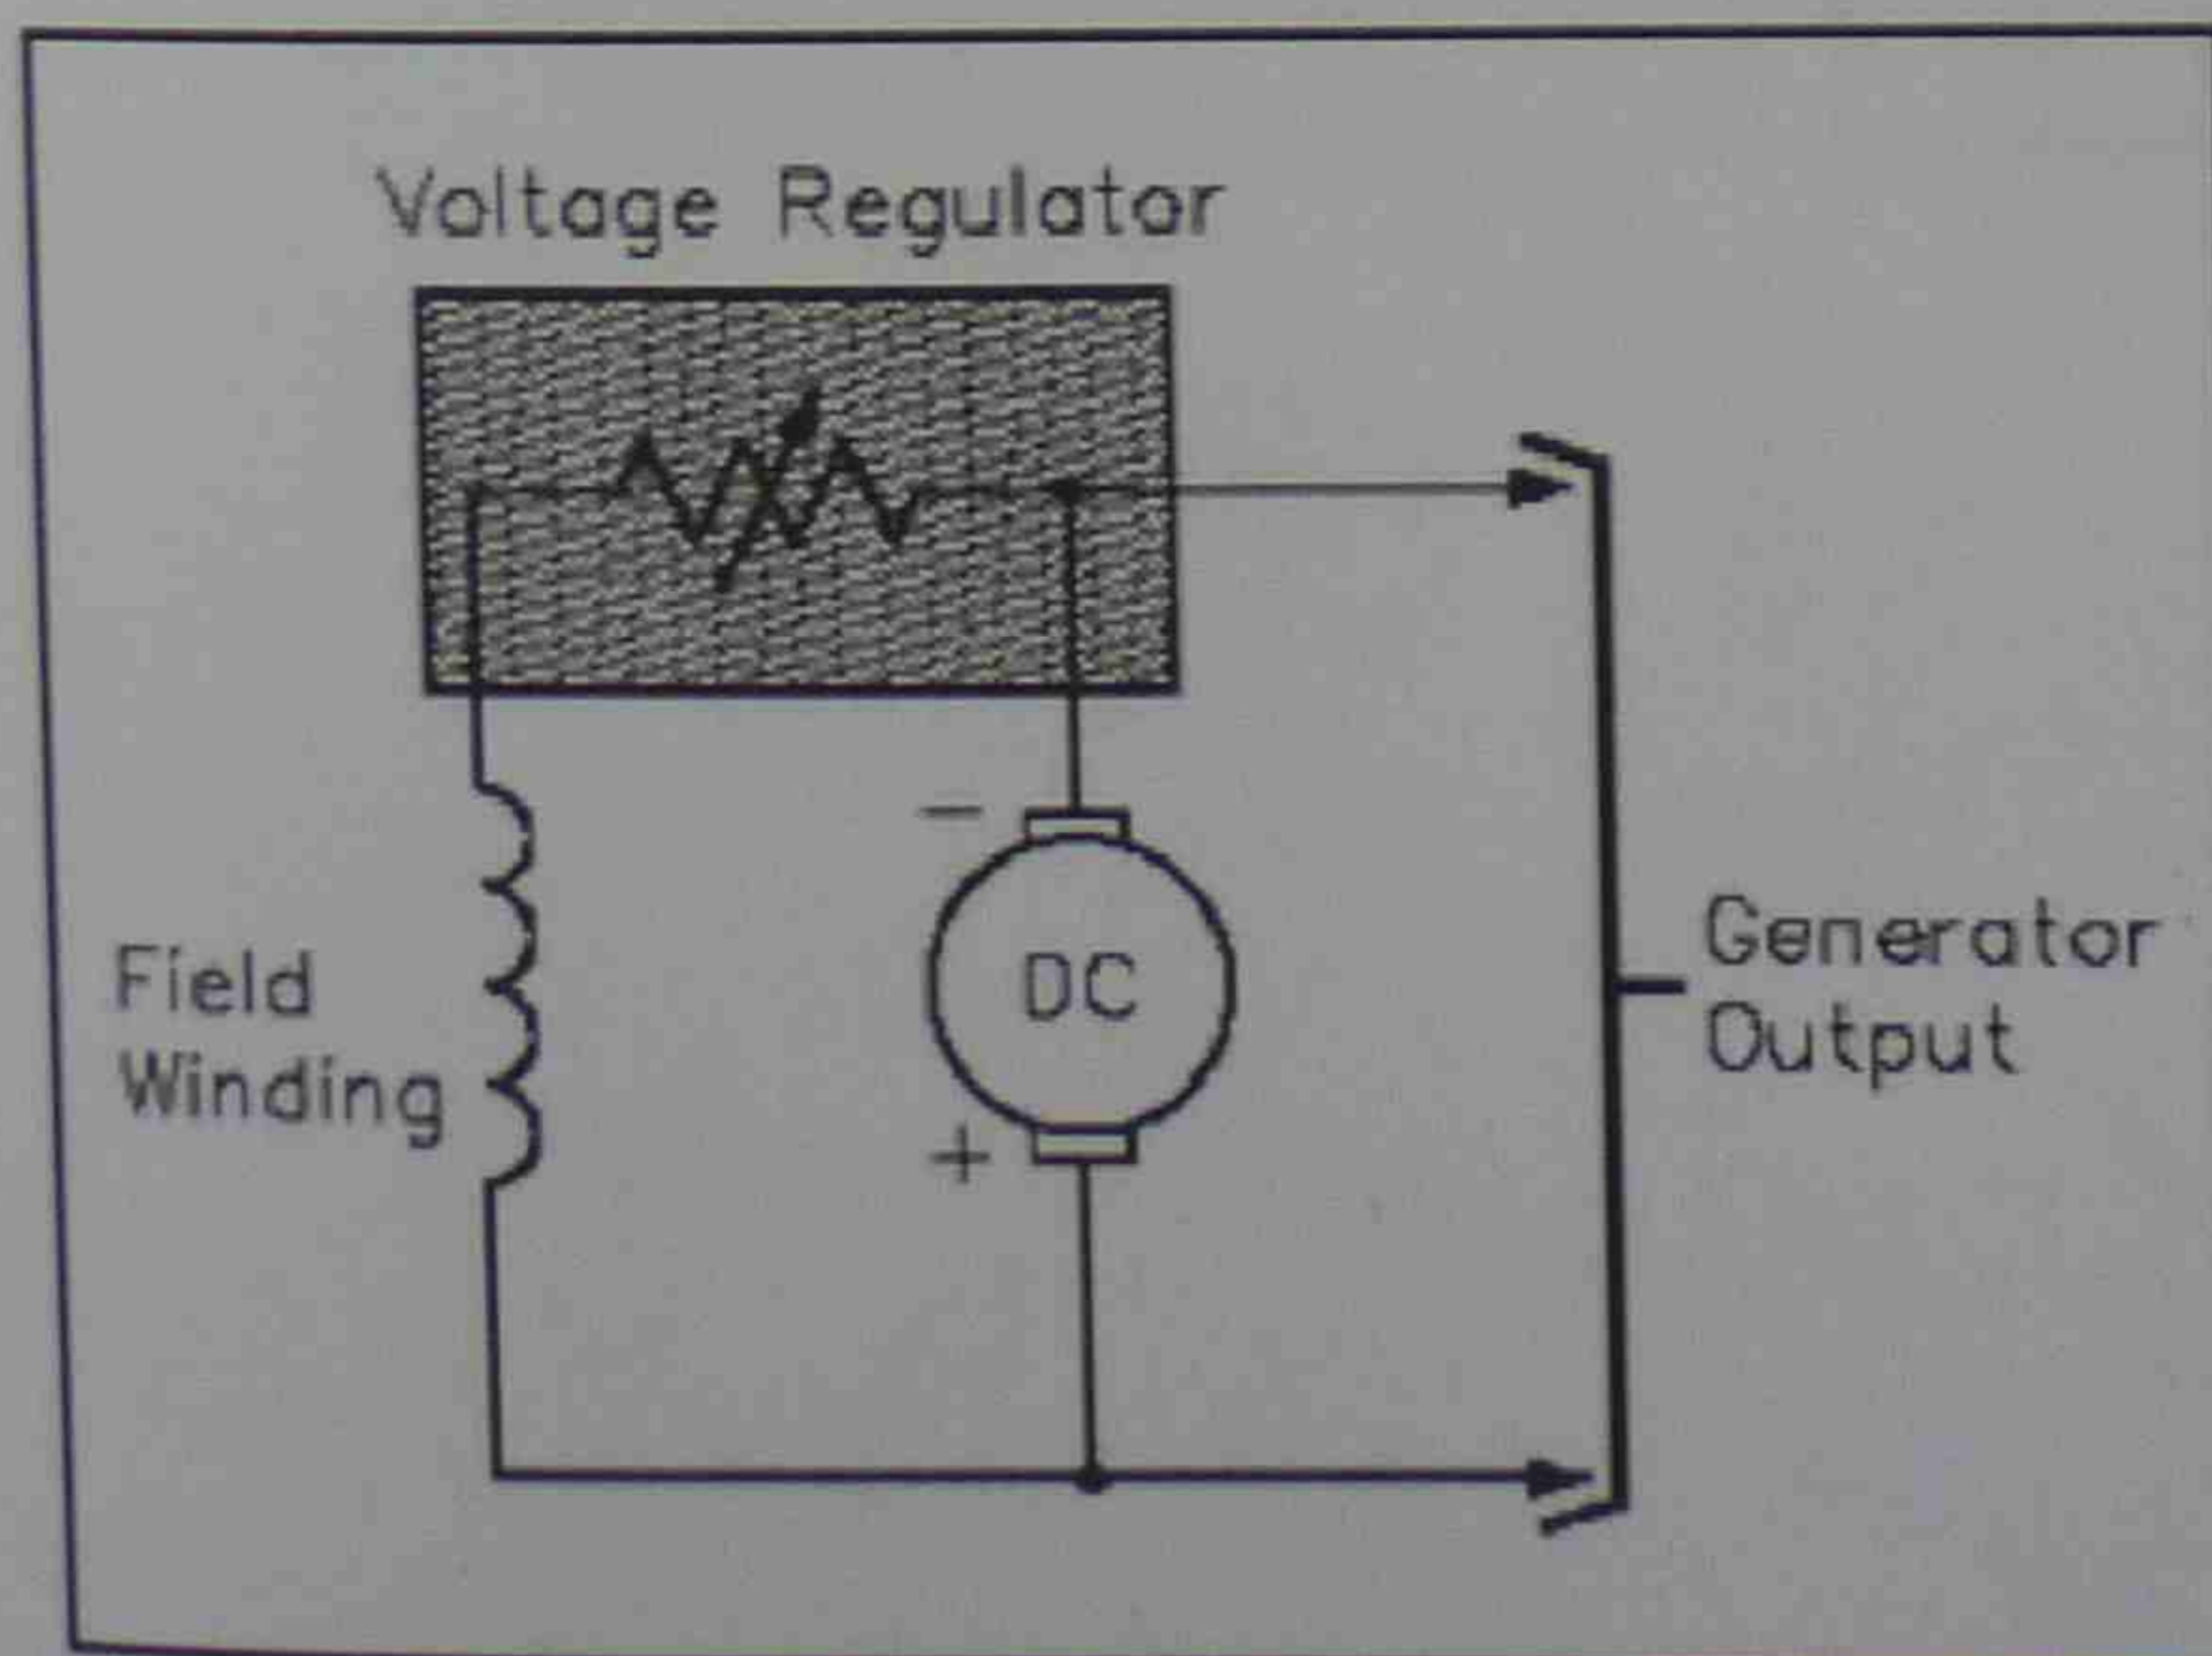 Voltage Regulator
−
DC
+
Field
Winding
Generator
Output